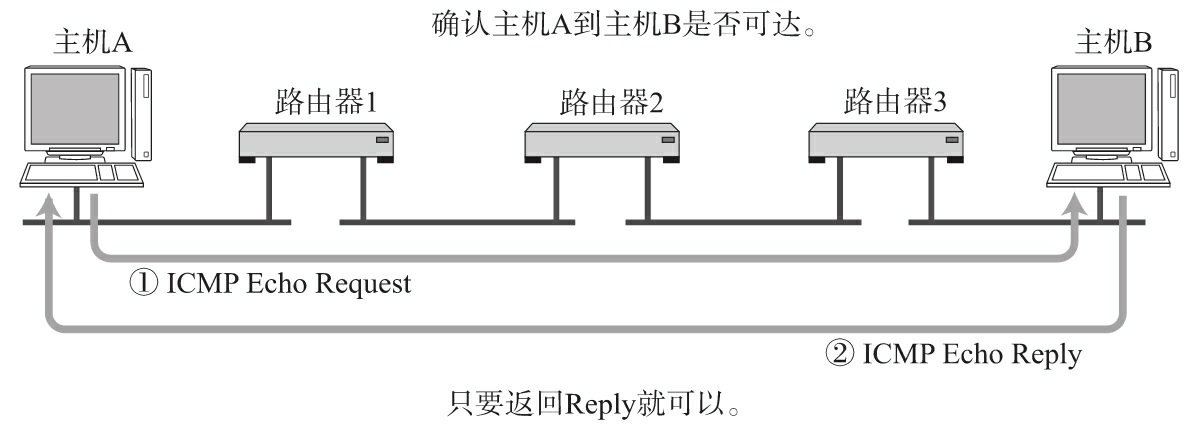 确认主机A到主机B是否可达。
主机A
主机B
路由器1
路由器2
路由器3
① ICMP Echo Request
② ICMP Echo Reply
只要返回Reply就可以。